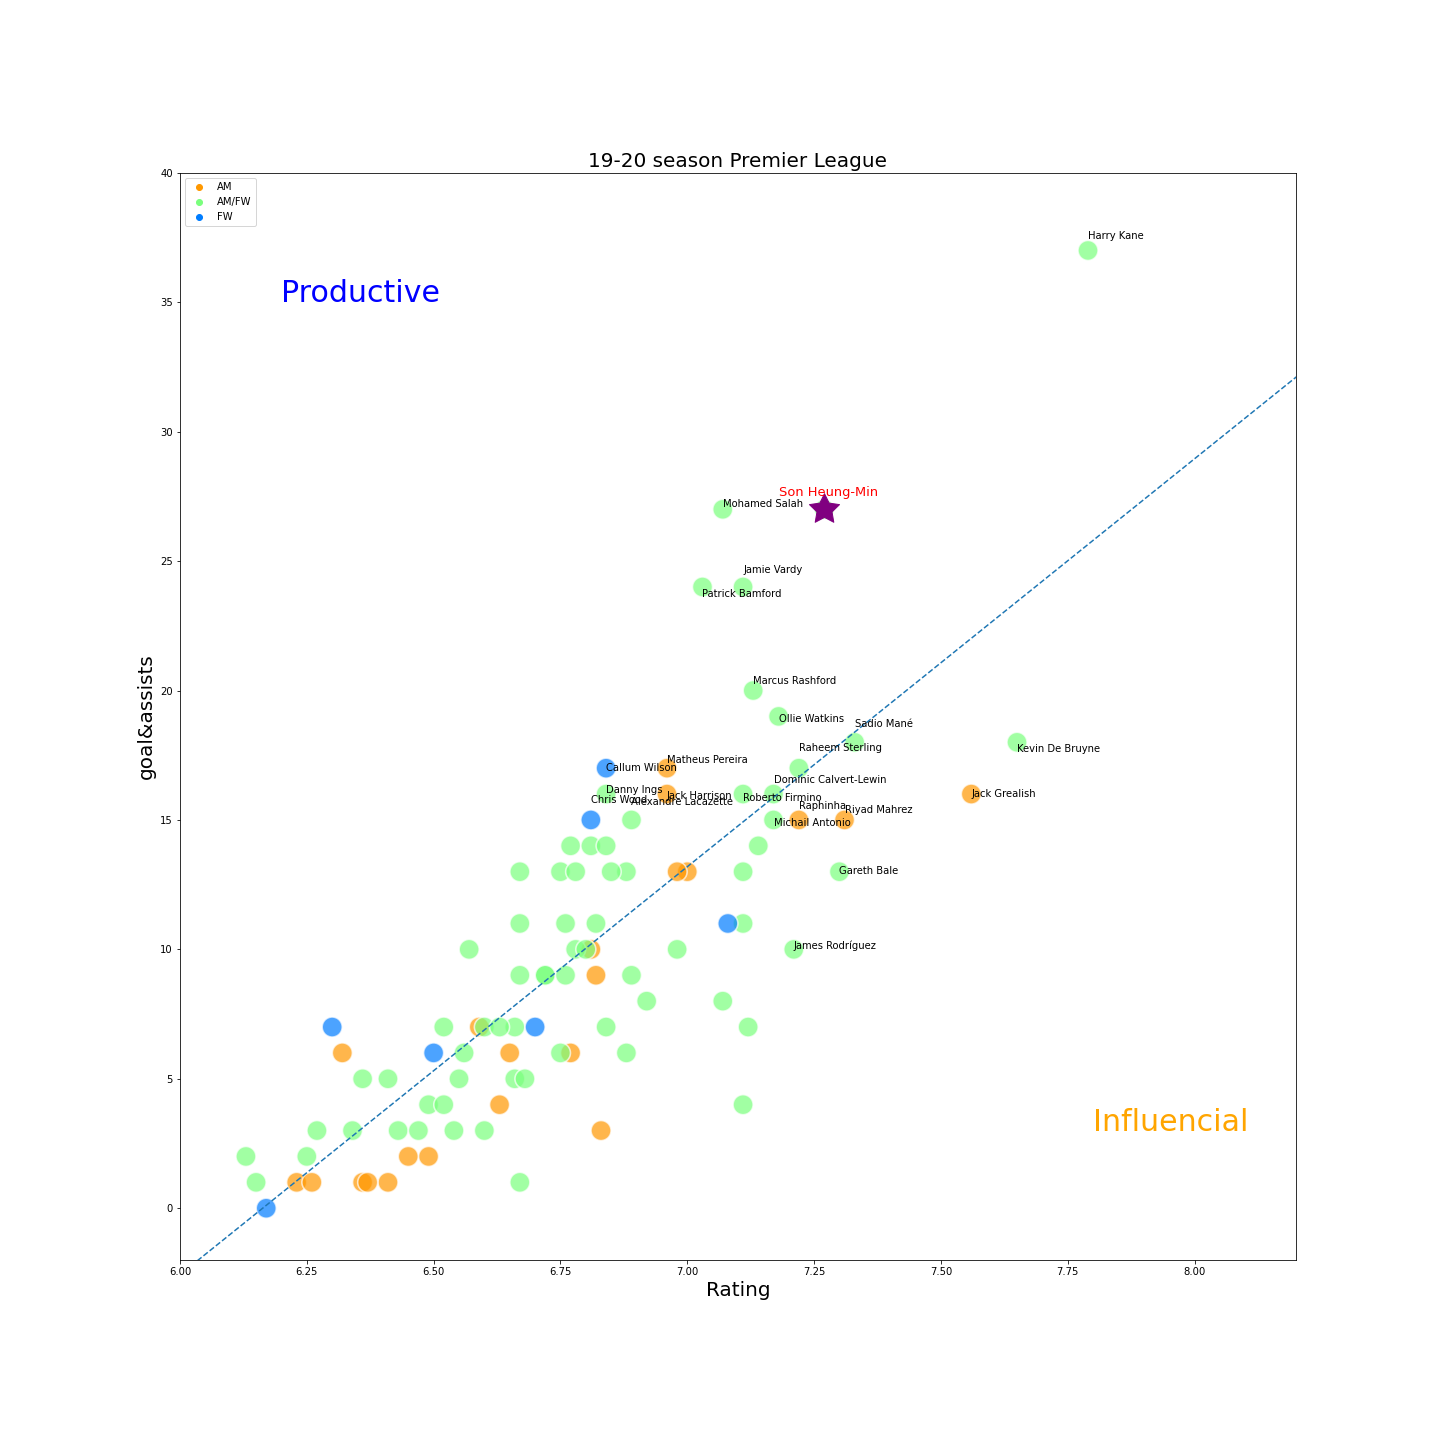 19-20 season Premier League
AM
AM/FW
FW
Productive
Harry Kane
Son Heung-Min
Mohamed Salah
Jamie Vardy
Patrick Bamford
Marcus Rashford
Ollie Watkins
Sadio Mané
Raheem Sterling
Kevin De Bruyne
Matheus Pereira
Callum Wilson
Dominic Calvert-Lewin
Danny Ings
Jack Harrison
Jack Grealish
Chris Wood
Alexandre Lacazette
Roberto Firmino
Raphinha
Riyad Mahrez
Michail Antonio
Gareth Bale
James Rodríguez
Influencial
goal&assists
40
35
30
25
20
15
10
5
0
6.00
6.25
6.50
6.75
7.00
7.25
7.50
7.75
8.00
Rating